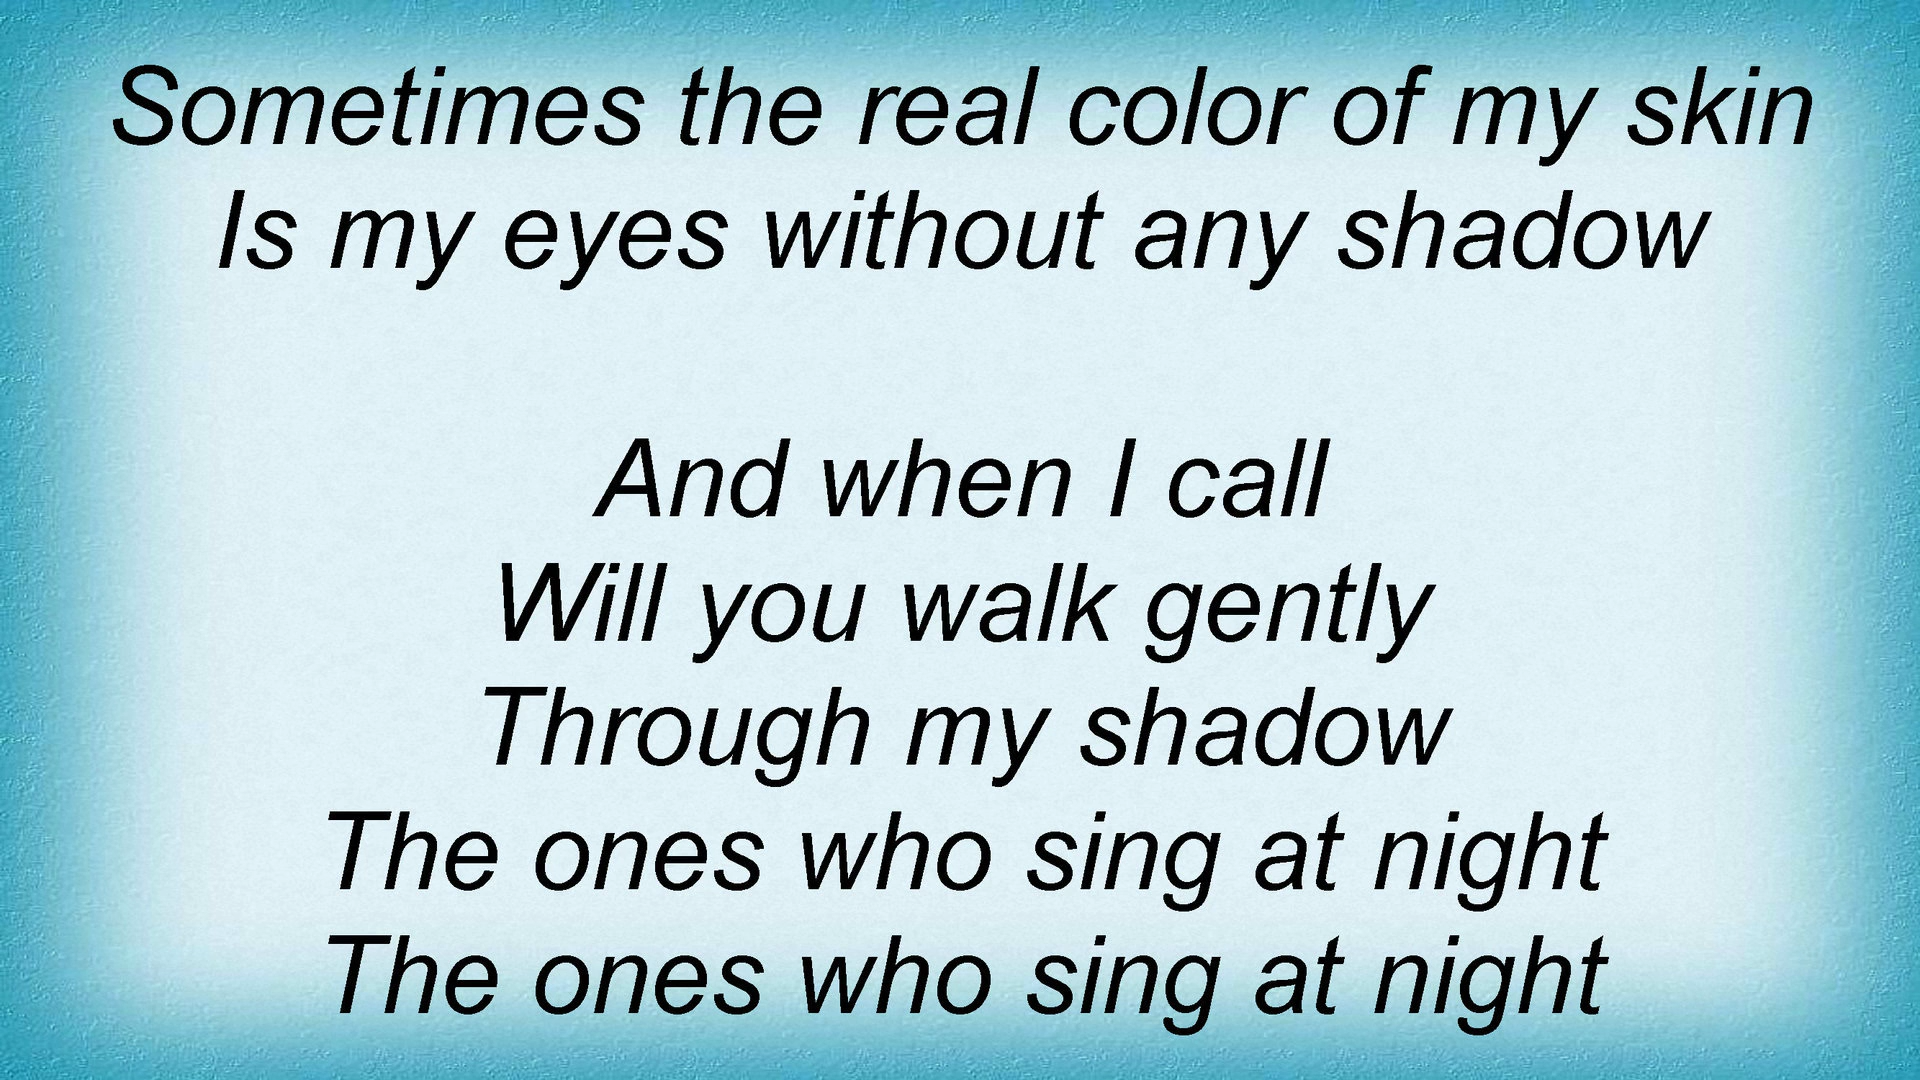 Sometimes the real color of my skin
Is my eyes without any shadow
And when I call
Will you walk gently
Through my shadow
The ones who sing at night
The ones who sing at night